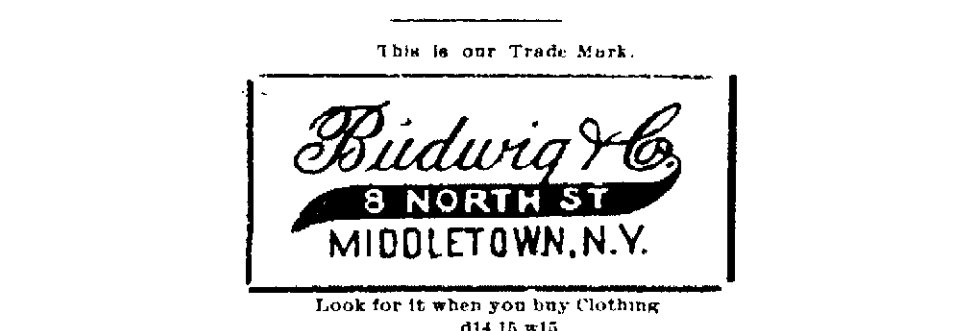 This is our Trade Mark.
Budwig & Co.
8 NORTH ST
MIDDLETOWN, N.Y.
Look for it when you buy Clothing
d14 15 w15